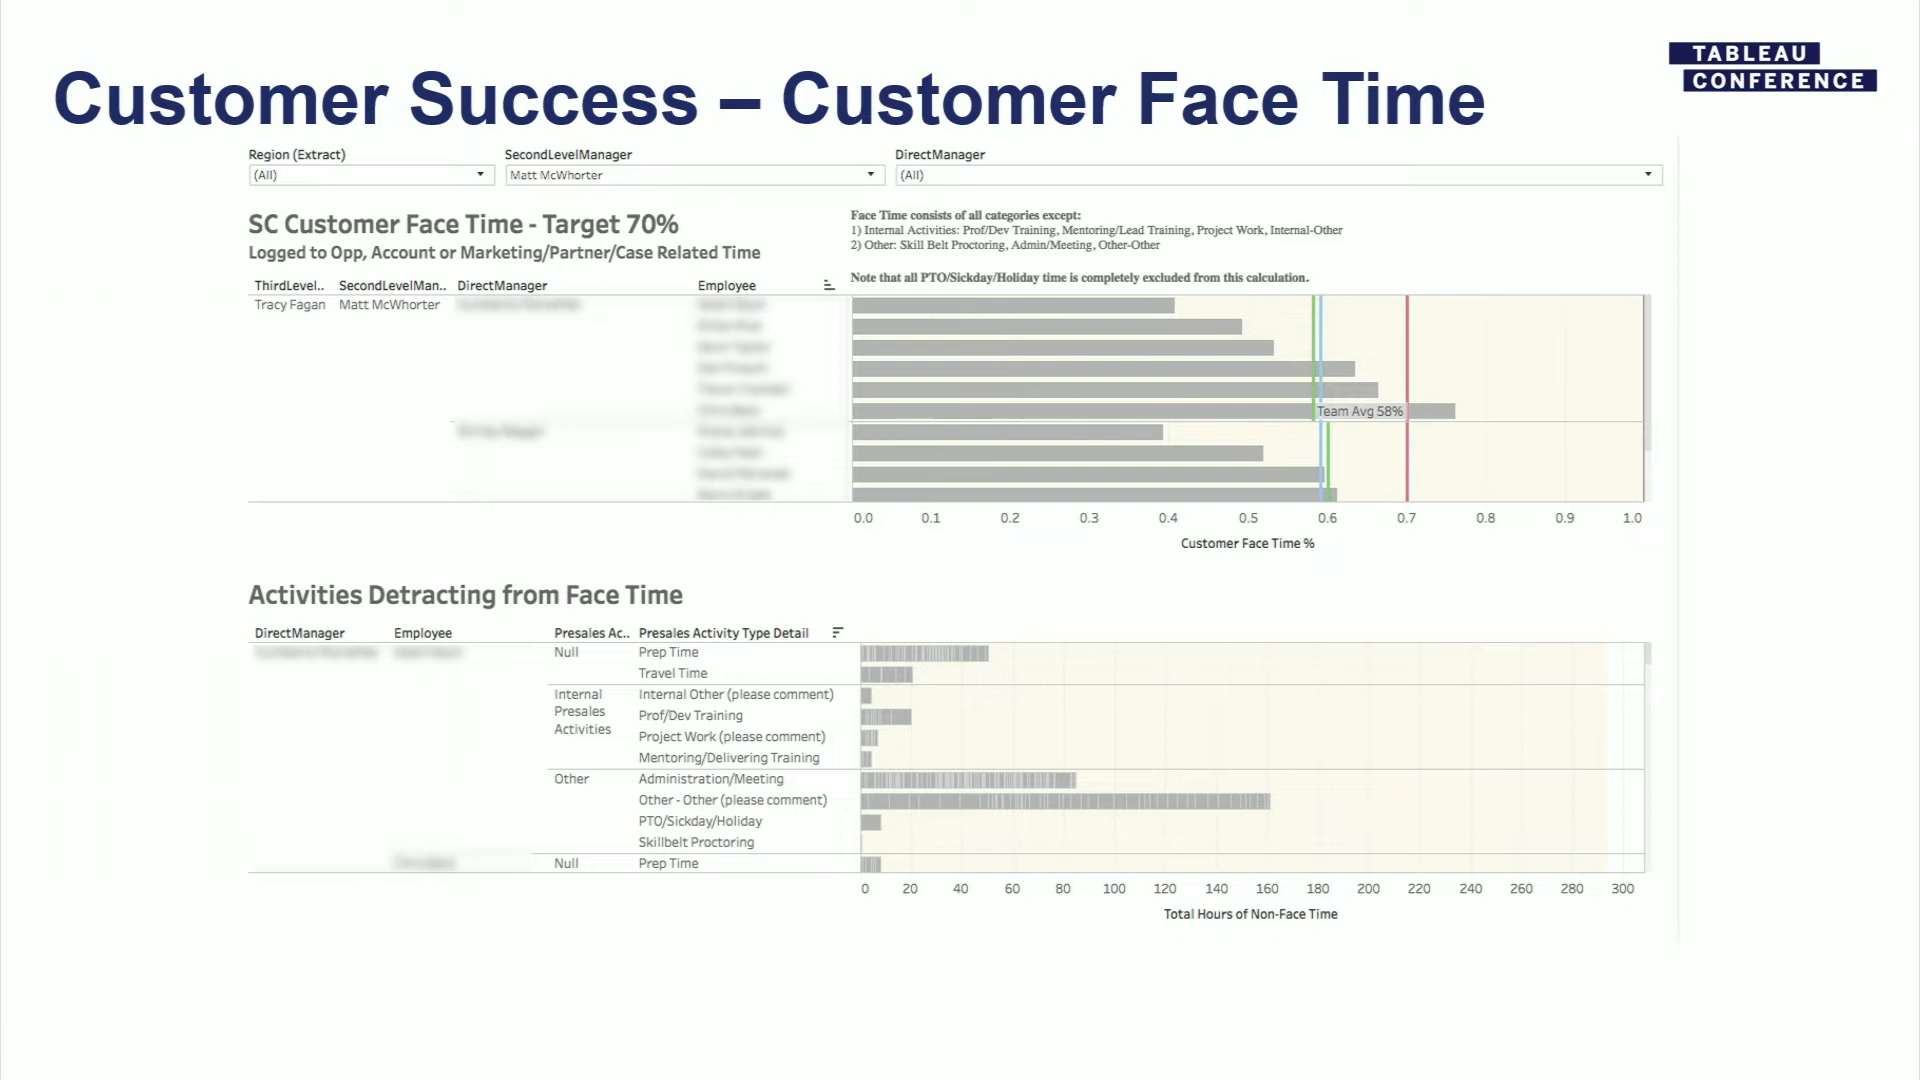 TABLEAU
CONFERENCE
Customer Success – Customer Face Time
Region (Extract) SecondLevelManager DirectManager
(All) Matt McWhorter (All)
SC Customer Face Time - Target 70%
Logged to Opp, Account or Marketing/Partner/Case Related Time
Face Time consists of all categories except:
1) Internal Activities: Prof/Dev Training, Mentoring/Lead Training, Project Work, Internal-Other
2) Other: Skill Belt Proctoring, Admin/Meeting, Other-Other
Note that all PTO/Sickday/Holiday time is completely excluded from this calculation.
ThirdLevel.. SecondLevelMan.. DirectManager Employee
Tracy Fagan Matt McWhorter
Team Avg 58%
0.0 0.1 0.2 0.3 0.4 0.5 0.6 0.7 0.8 0.9 1.0
Customer Face Time %
Activities Detracting from Face Time
DirectManager Employee Presales Ac.. Presales Activity Type Detail
Null Prep Time
Travel Time
Internal Presales Activities Internal Other (please comment)
Prof/Dev Training
Project Work (please comment)
Mentoring/Delivering Training
Other Administration/Meeting
Other - Other (please comment)
PTO/Sickday/Holiday
Skillbelt Proctoring
Null Prep Time
0 20 40 60 80 100 120 140 160 180 200 220 240 260 280 300
Total Hours of Non-Face Time